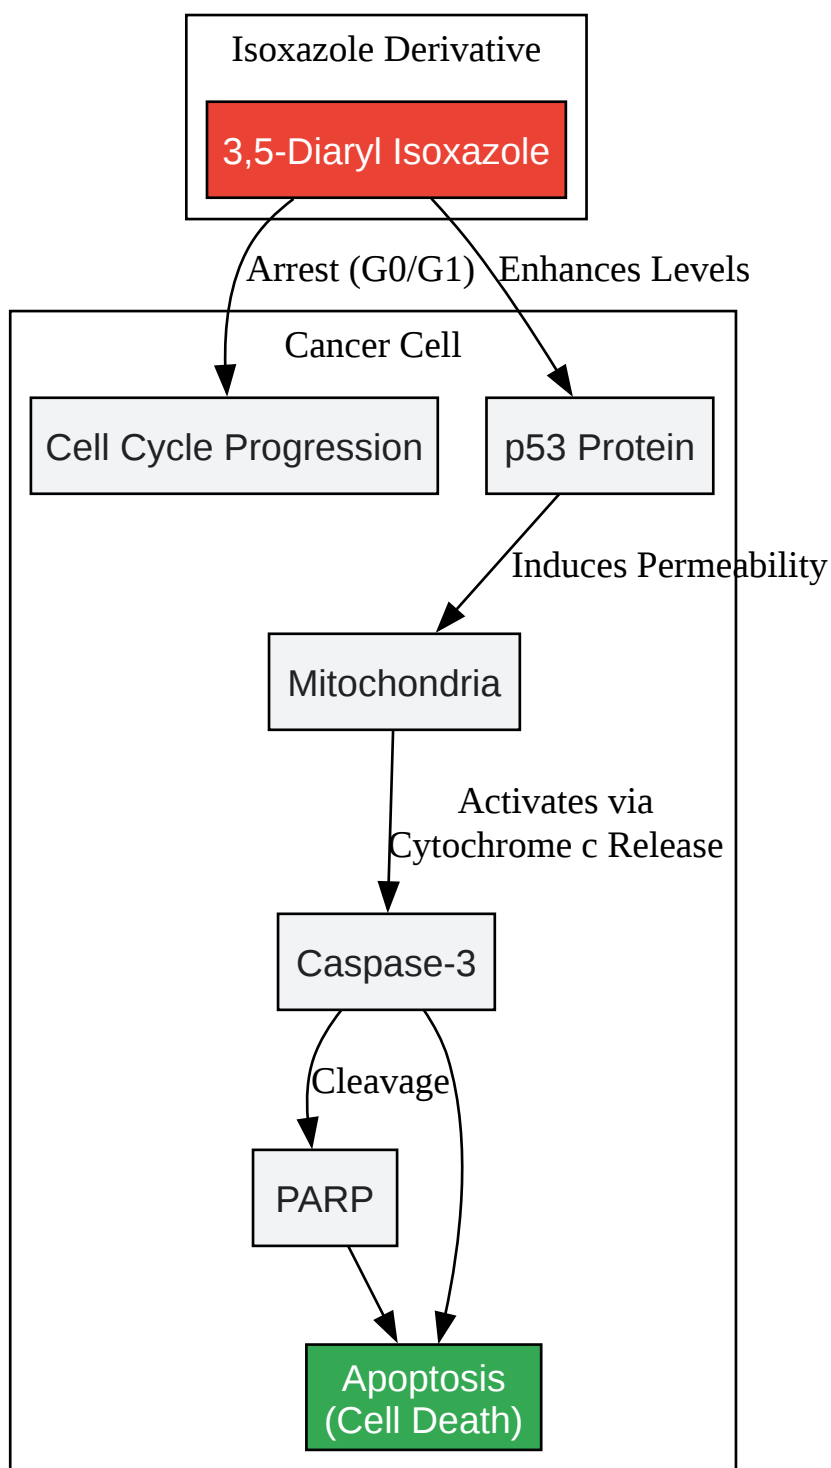 Isoxazole Derivative
3,5-Diaryl Isoxazole
Arrest (G0/G1)
Enhances Levels
Cancer Cell
Cell Cycle Progression
p53 Protein
Induces Permeability
Mitochondria
Activates via
Cytochrome c Release
Caspase-3
Cleavage
PARP
Apoptosis
(Cell Death)